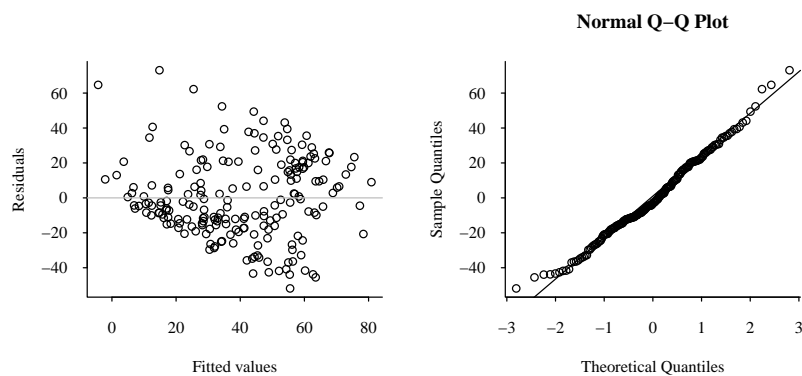 Normal Q−Q Plot
60
40
20
0
−20
−40
Residuals
0 20 40 60 80
Fitted values
60
40
20
0
−20
−40
Sample Quantiles
−3 −2 −1 0 1 2 3
Theoretical Quantiles